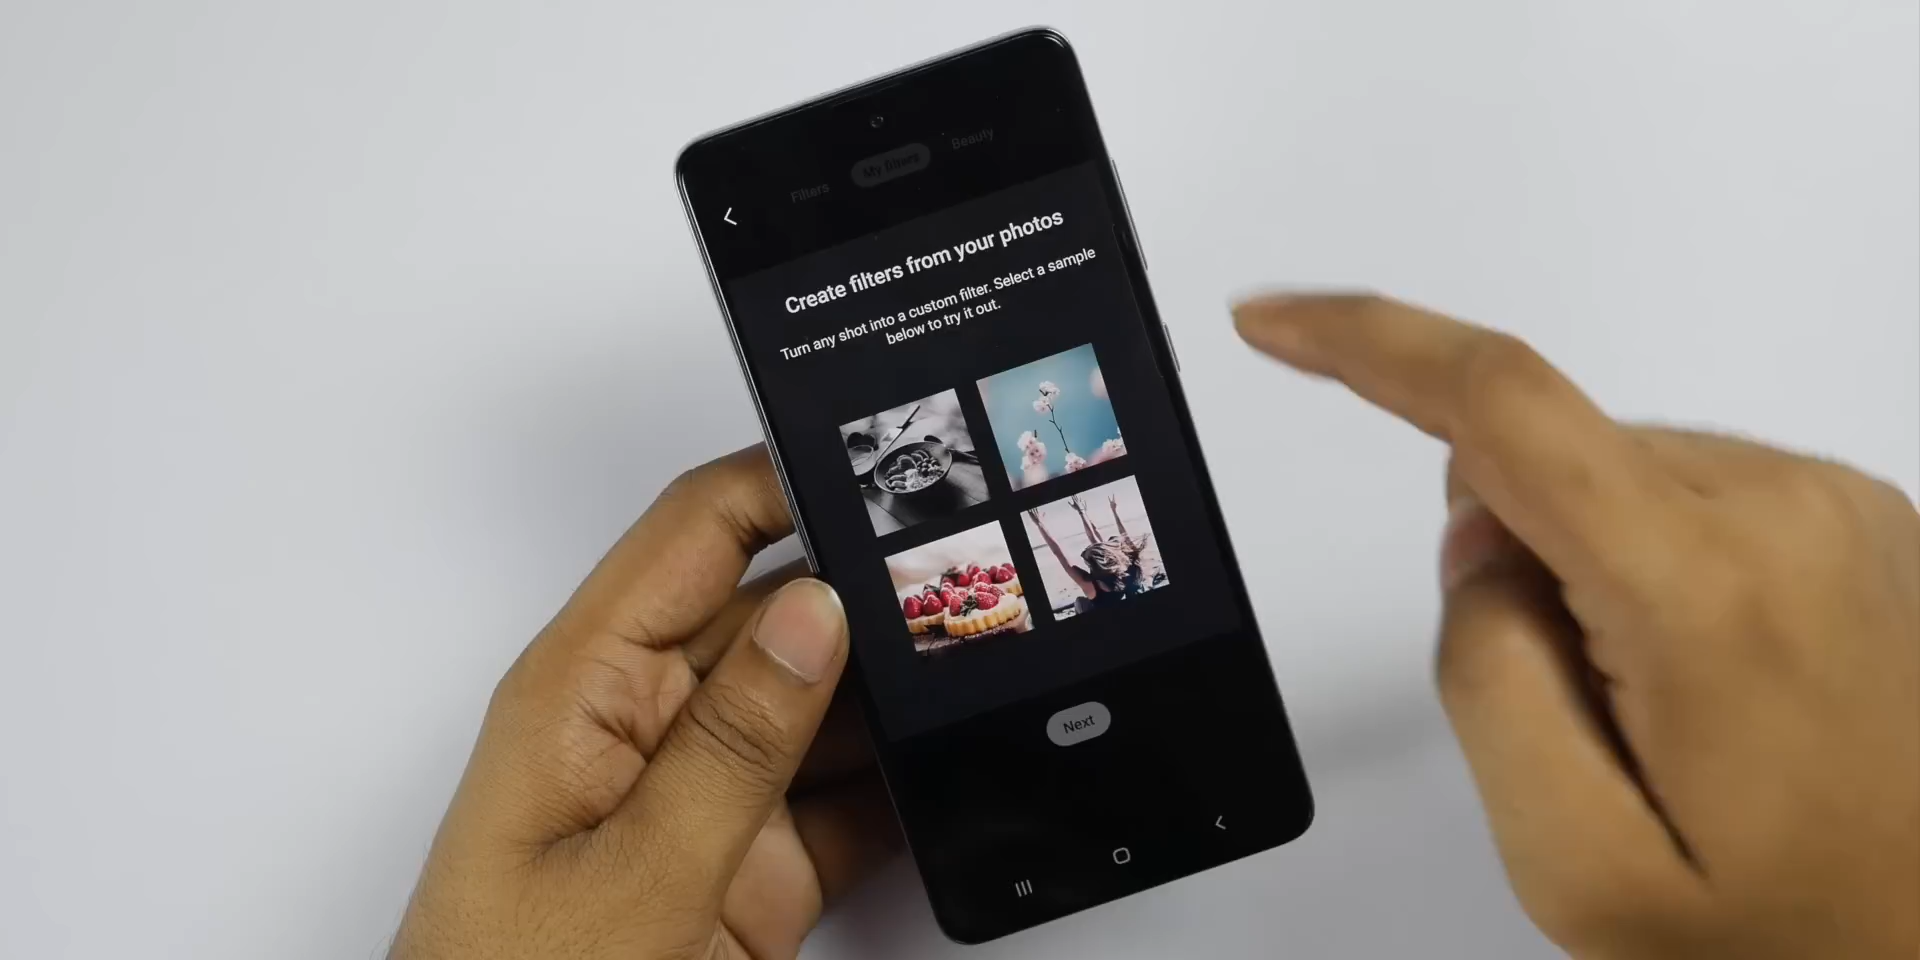 Filters
My filters
Beauty
Create filters from your photos
Turn any shot into a custom filter. Select a sample
below to try it out.
Next